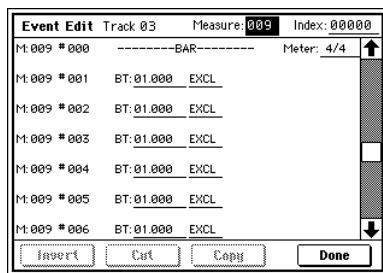 Event Edit Track 03 Measure: 009 Index: 00000
M: 009 # 000 --------BAR-------- Meter: 4/4
M: 009 # 001 BT: 01.000 EXCL
M: 009 # 002 BT: 01.000 EXCL
M: 009 # 003 BT: 01.000 EXCL
M: 009 # 004 BT: 01.000 EXCL
M: 009 # 005 BT: 01.000 EXCL
M: 009 # 006 BT: 01.000 EXCL
Insert Cut Copy Done